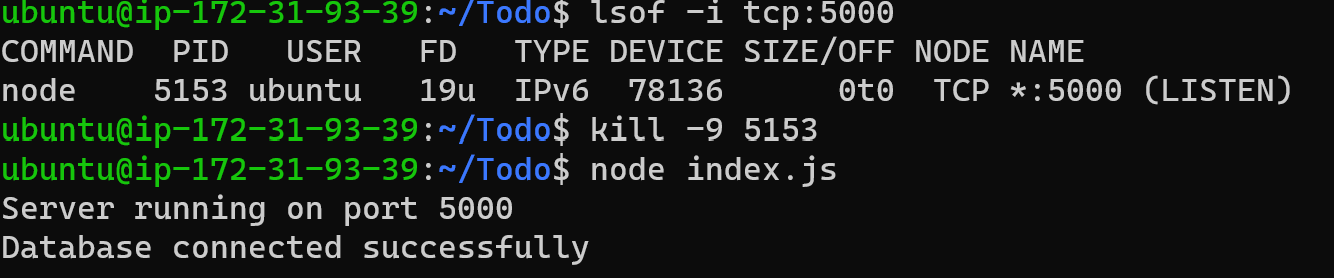 ubuntu@ip-172-31-93-39:~/Todo$ lsof -i tcp:5000
COMMAND  PID   USER   FD   TYPE DEVICE SIZE/OFF NODE NAME
node    5153 ubuntu   19u  IPv6  78136      0t0  TCP *:5000 (LISTEN)
ubuntu@ip-172-31-93-39:~/Todo$ kill -9 5153
ubuntu@ip-172-31-93-39:~/Todo$ node index.js
Server running on port 5000
Database connected successfully